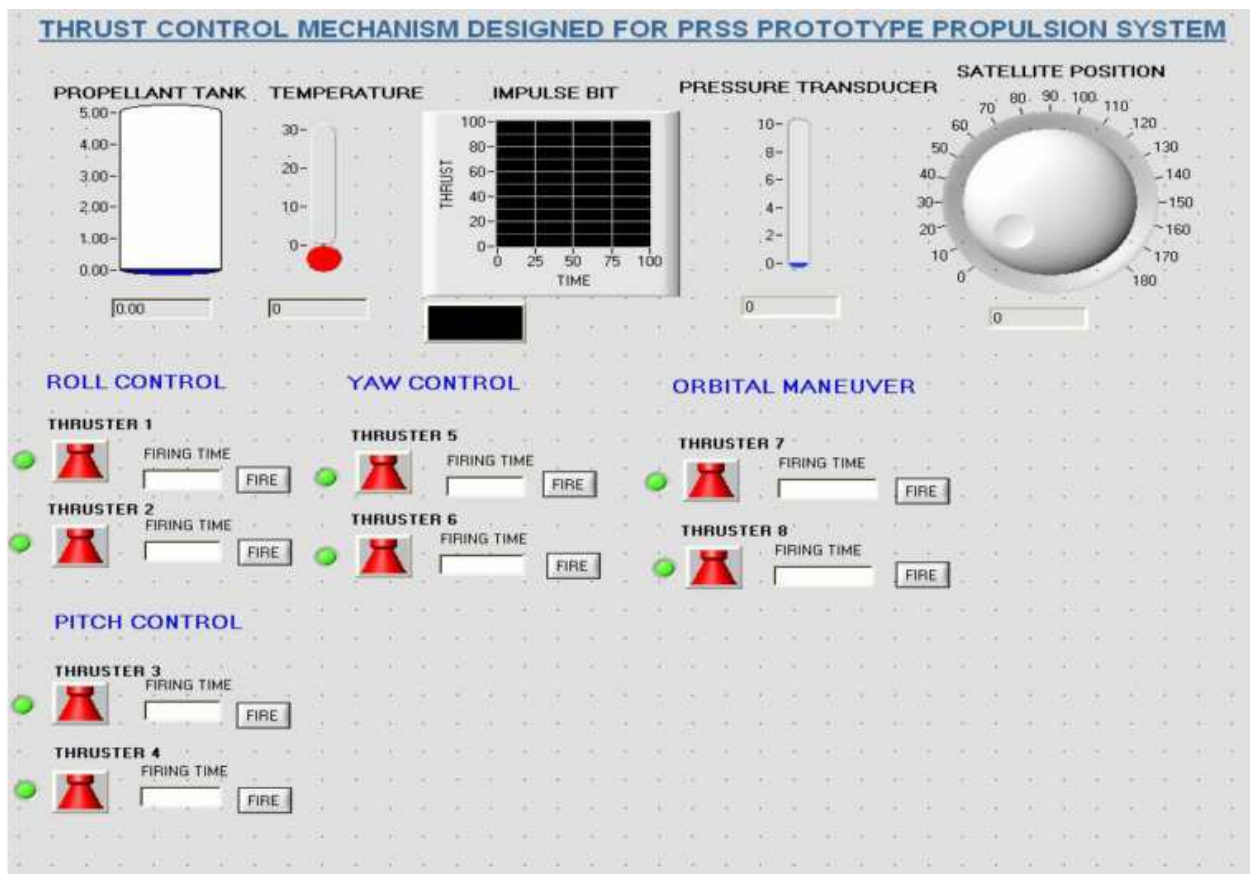 THRUST CONTROL MECHANISM DESIGNED FOR PRSS PROTOTYPE PROPULSION SYSTEM
PROPELLANT TANK
5.00
4.00
3.00
2.00
1.00
0.00
0.00
TEMPERATURE
30
20
10
0
0
IMPULSE BIT
THRUST
100
80
60
40
20
0
0 25 50 75 100
TIME
PRESSURE TRANSDUCER
10
8
6
4
2
0
0
SATELLITE POSITION
0
10
20
30
40
50
60
70
80
90
100
110
120
130
140
150
160
170
180
0
ROLL CONTROL
THRUSTER 1
FIRING TIME
FIRE
THRUSTER 2
FIRING TIME
FIRE
YAW CONTROL
THRUSTER 5
FIRING TIME
FIRE
THRUSTER 6
FIRING TIME
FIRE
ORBITAL MANEUVER
THRUSTER 7
FIRING TIME
FIRE
THRUSTER 8
FIRING TIME
FIRE
PITCH CONTROL
THRUSTER 3
FIRING TIME
FIRE
THRUSTER 4
FIRING TIME
FIRE